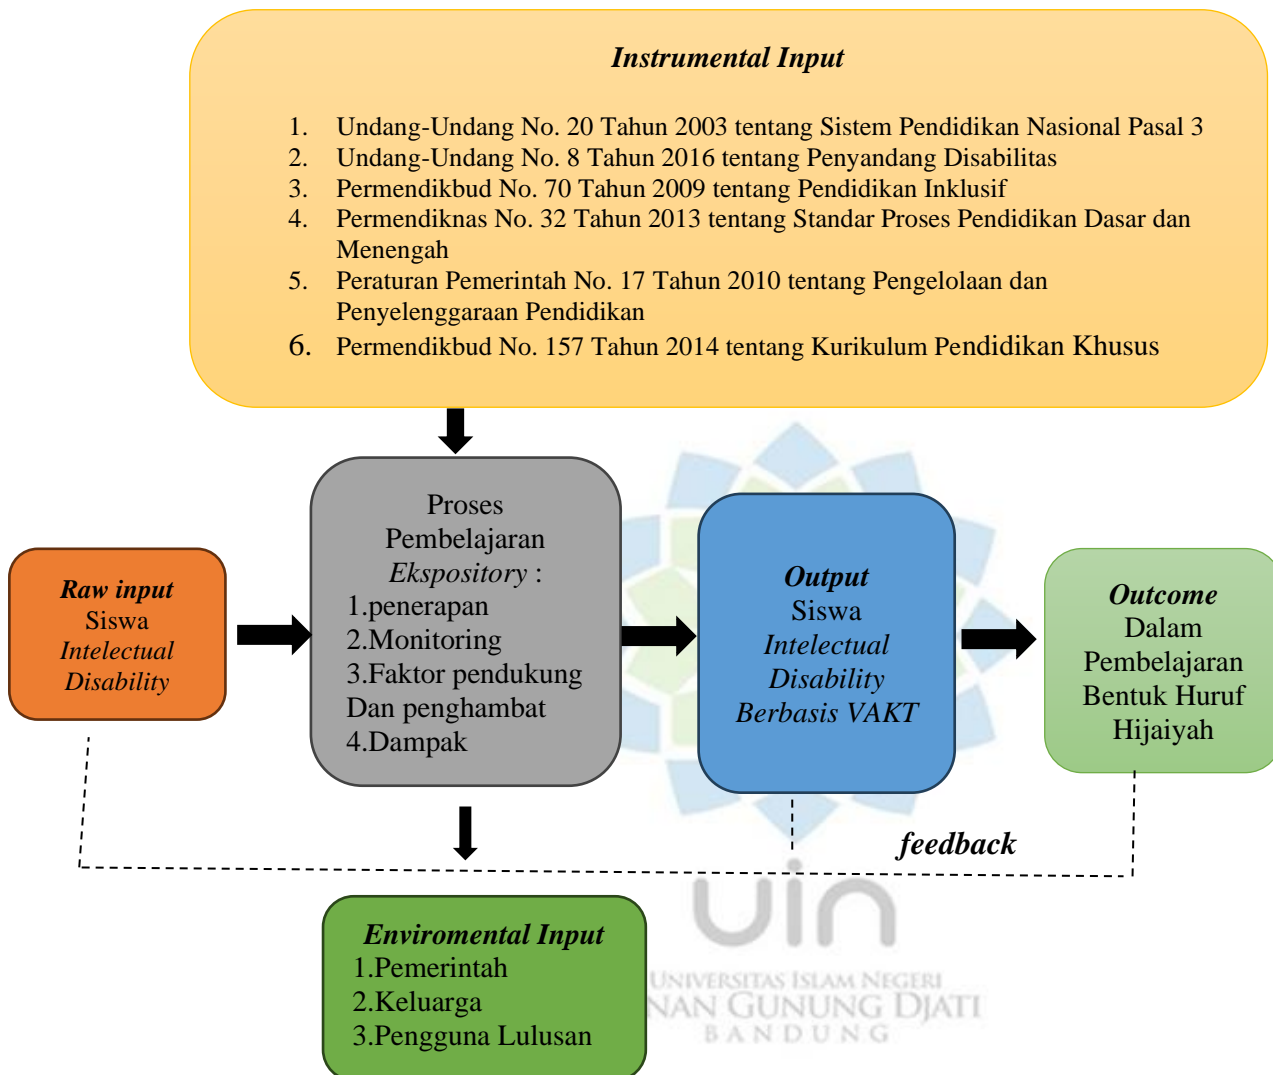 Instrumental Input
1. Undang-Undang No. 20 Tahun 2003 tentang Sistem Pendidikan Nasional Pasal 3
2. Undang-Undang No. 8 Tahun 2016 tentang Penyandang Disabilitas
3. Permendikbud No. 70 Tahun 2009 tentang Pendidikan Inklusif
4. Permendiknas No. 32 Tahun 2013 tentang Standar Proses Pendidikan Dasar dan
Menengah
5. Peraturan Pemerintah No. 17 Tahun 2010 tentang Pengelolaan dan
Penyelenggaraan Pendidikan
6. Permendikbud No. 157 Tahun 2014 tentang Kurikulum Pendidikan Khusus
Raw input
Siswa
Intelectual
Disability
Proses
Pembelajaran
Ekspository :
1.penerapan
2.Monitoring
3.Faktor pendukung
Dan penghambat
4.Dampak
Output
Siswa
Intelectual
Disability
Berbasis VAKT
Outcome
Dalam
Pembelajaran
Bentuk Huruf
Hijaiyah
feedback
Enviromental Input
1.Pemerintah
2.Keluarga
3.Pengguna Lulusan
uin
UNIVERSITAS ISLAM NEGERI
GUNUNG DJATI
BANDUNG